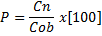 P = Cn/Cob x[100]